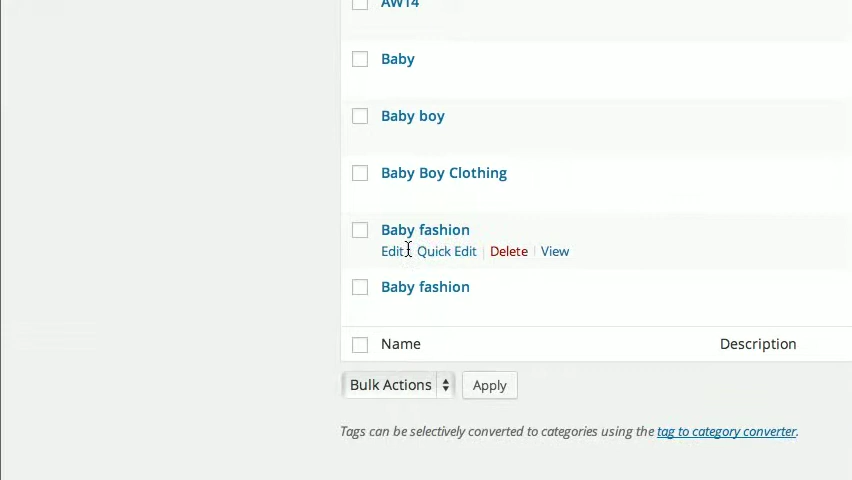 AW14
Baby
Baby boy
Baby Boy Clothing
Baby fashion
Edit | Quick Edit | Delete | View
Baby fashion
Name Description
Bulk Actions Apply
Tags can be selectively converted to categories using the tag to category converter.